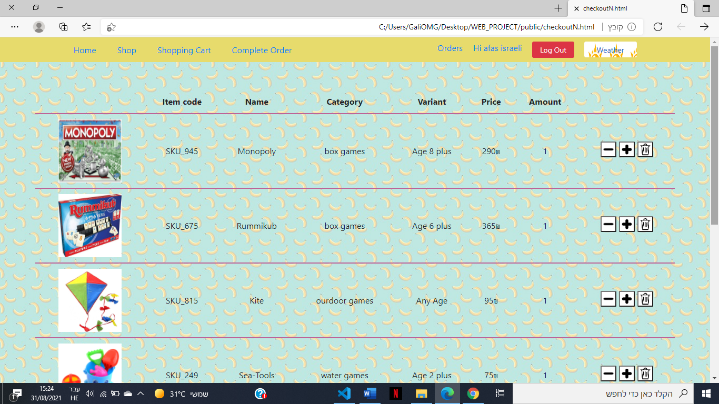 checkoutN.html
C:/Users/GaliOMG/Desktop/WEB_PROJECT/public/checkoutN.html | קובץ
Home Shop Shopping Cart Complete Order Orders Hi afas israeli Log Out Weather
Item code Name Category Variant Price Amount
MONOPOLY
SKU_945 Monopoly box games Age 8 plus 290₪ 1
Rummikub
SKU_675 Rummikub box games Age 6 plus 365₪ 1
SKU_815 Kite ourdoor games Any Age 95₪ 1
SKU_249 Sea-Tools water games Age 2 plus 75₪ 1
15:24
31/08/2021
עבר
HE
31°C שמשי
הקלד כאן כדי לחפש